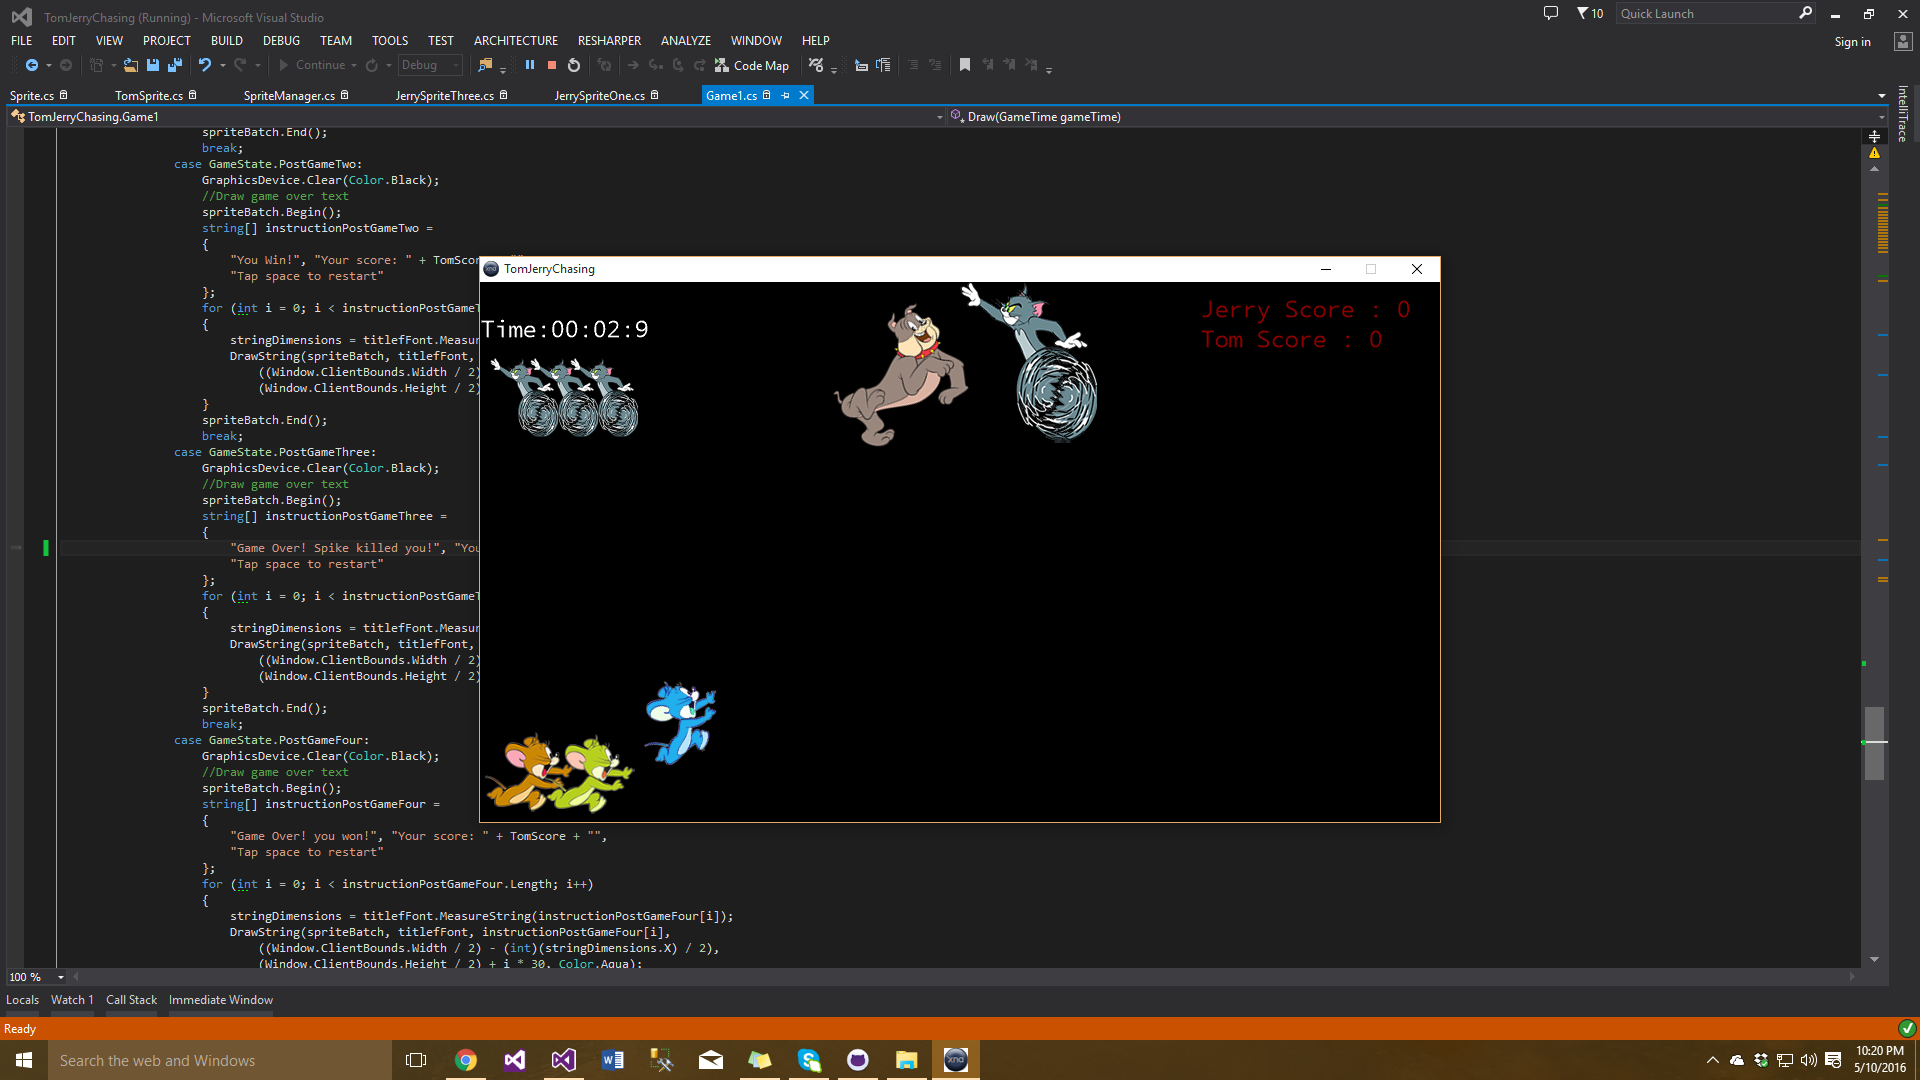 TomJerryChasing (Running) - Microsoft Visual Studio
10
Quick Launch
FILE EDIT VIEW PROJECT BUILD DEBUG TEAM TOOLS TEST ARCHITECTURE RESHARPER ANALYZE WINDOW HELP
Sign in
Continue Debug Code Map
Sprite.cs TomSprite.cs SpriteManager.cs JerrySpriteThree.cs JerrySpriteOne.cs Game1.cs
IntelliTrace
TomJerryChasing.Game1 Draw(GameTime gameTime)
spriteBatch.End();
break;
case GameState.PostGameTwo:
GraphicsDevice.Clear(Color.Black);
//Draw game over text
spriteBatch.Begin();
string[] instructionPostGameTwo =
{
"You Win!", "Your score: " + TomScor
"Tap space to restart"
};
for (int i = 0; i < instructionPostGameT
{
stringDimensions = titlefFont.Measur
DrawString(spriteBatch, titlefFont,
((Window.ClientBounds.Width / 2)
(Window.ClientBounds.Height / 2)
}
spriteBatch.End();
break;
case GameState.PostGameThree:
GraphicsDevice.Clear(Color.Black);
//Draw game over text
spriteBatch.Begin();
string[] instructionPostGameThree =
{
"Game Over! Spike killed you!", "You
"Tap space to restart"
};
for (int i = 0; i < instructionPostGameT
{
stringDimensions = titlefFont.Measur
DrawString(spriteBatch, titlefFont,
((Window.ClientBounds.Width / 2)
(Window.ClientBounds.Height / 2)
}
spriteBatch.End();
break;
case GameState.PostGameFour:
GraphicsDevice.Clear(Color.Black);
//Draw game over text
spriteBatch.Begin();
string[] instructionPostGameFour =
{
"Game Over! you won!", "Your score: " + TomScore + "",
"Tap space to restart"
};
for (int i = 0; i < instructionPostGameFour.Length; i++)
{
stringDimensions = titlefFont.MeasureString(instructionPostGameFour[i]);
DrawString(spriteBatch, titlefFont, instructionPostGameFour[i],
((Window.ClientBounds.Width / 2) - (int)(stringDimensions.X) / 2),
(Window.ClientBounds.Height / 2) + i * 30, Color.Aqua);
xna TomJerryChasing
Time:00:02:9
Jerry Score : 0
Tom Score : 0
100 %
Locals Watch 1 Call Stack Immediate Window
Ready
Search the web and Windows
xna
10:20 PM
5/10/2016